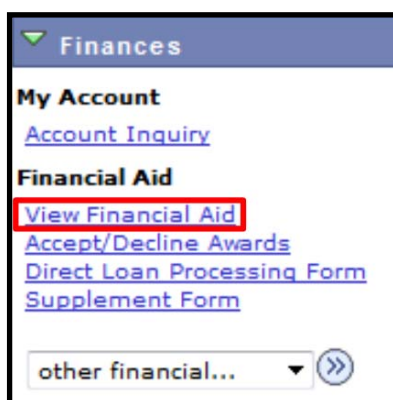 Finances
My Account
Account Inquiry
Financial Aid
View Financial Aid
Accept/Decline Awards
Direct Loan Processing Form
Supplement Form
other financial...